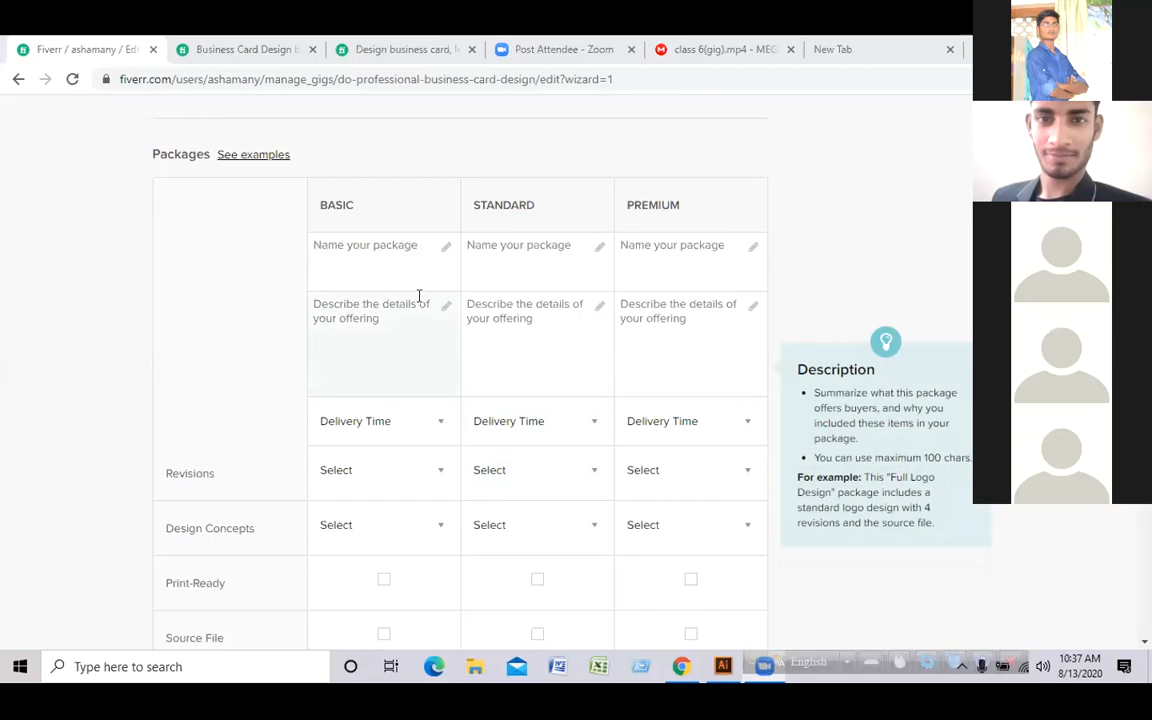 Fiverr / ashamany / Edi
Business Card Design b
Design business card, l
Post Attendee - Zoom
class 6(gig).mp4 - MEG
New Tab
fiverr.com/users/ashamany/manage_gigs/do-professional-business-card-design/edit?wizard=1
Packages See examples
BASIC STANDARD PREMIUM
Name your package Name your package Name your package
Describe the details of Describe the details of Describe the details of
your offering your offering your offering
Delivery Time Delivery Time Delivery Time
Revisions Select Select Select
Design Concepts Select Select Select
Print-Ready
Source File
Description
• Summarize what this package
offers buyers, and why you
included these items in your
package.
• You can use maximum 100 chars.
For example: This "Full Logo
Design" package includes a
standard logo design with 4
revisions and the source file.
Type here to search
Ai
English
10:37 AM
8/13/2020